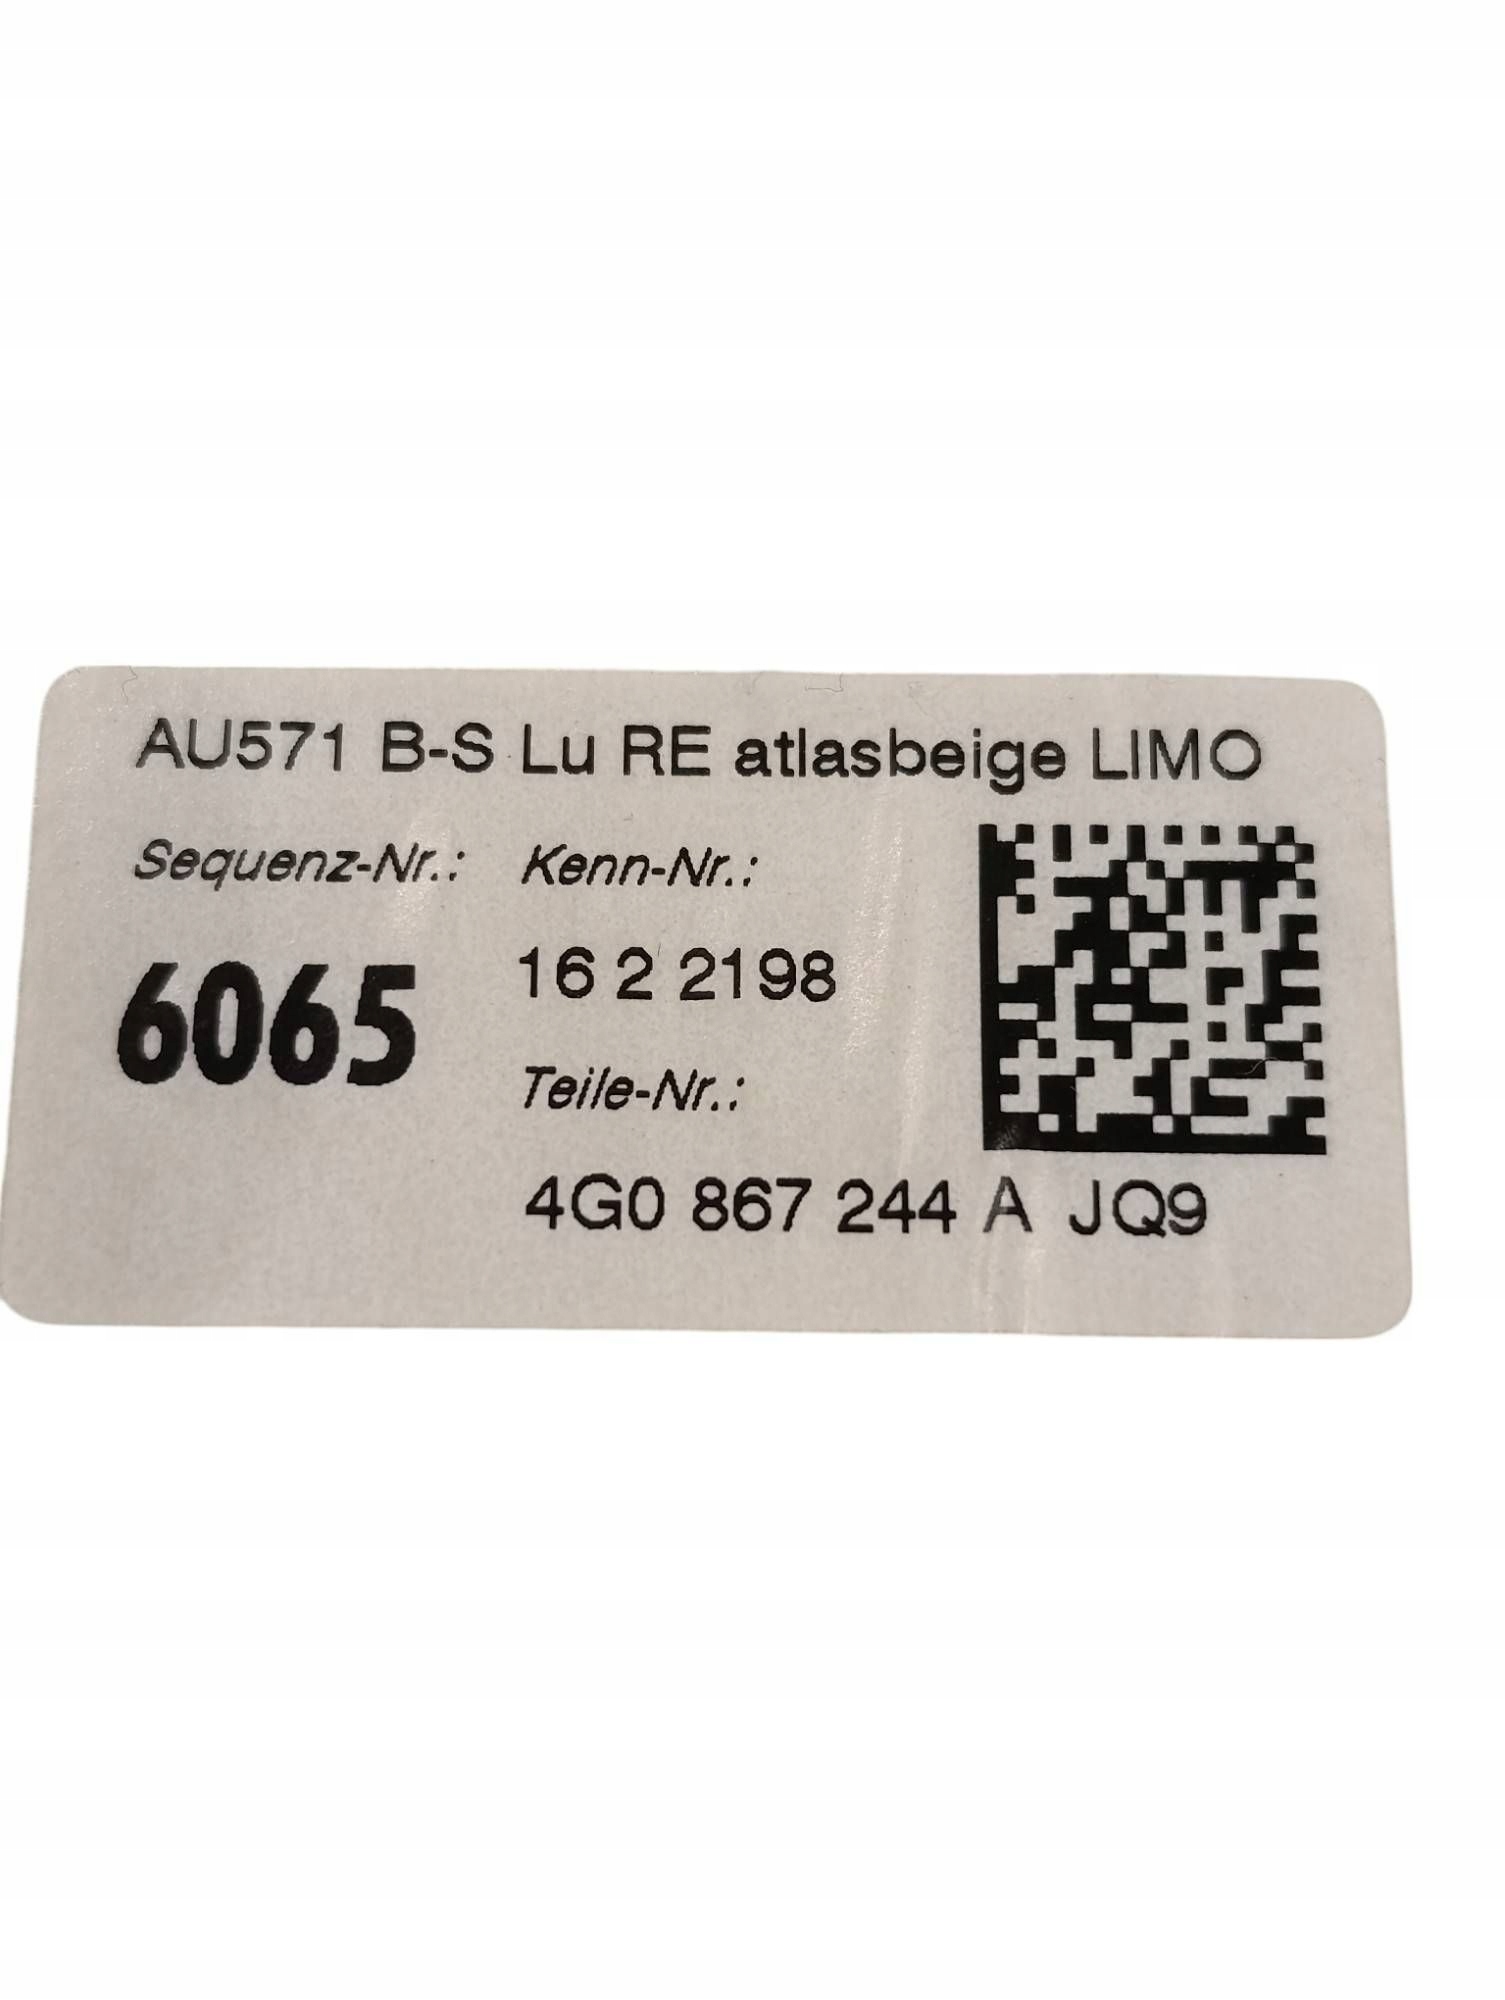 AU571 B-S Lu RE atlasbeige LIMO
Sequenz-Nr.: Kenn-Nr.:
6065
16 2 2198
Teile-Nr.:
4G0 867 244 A JQ9